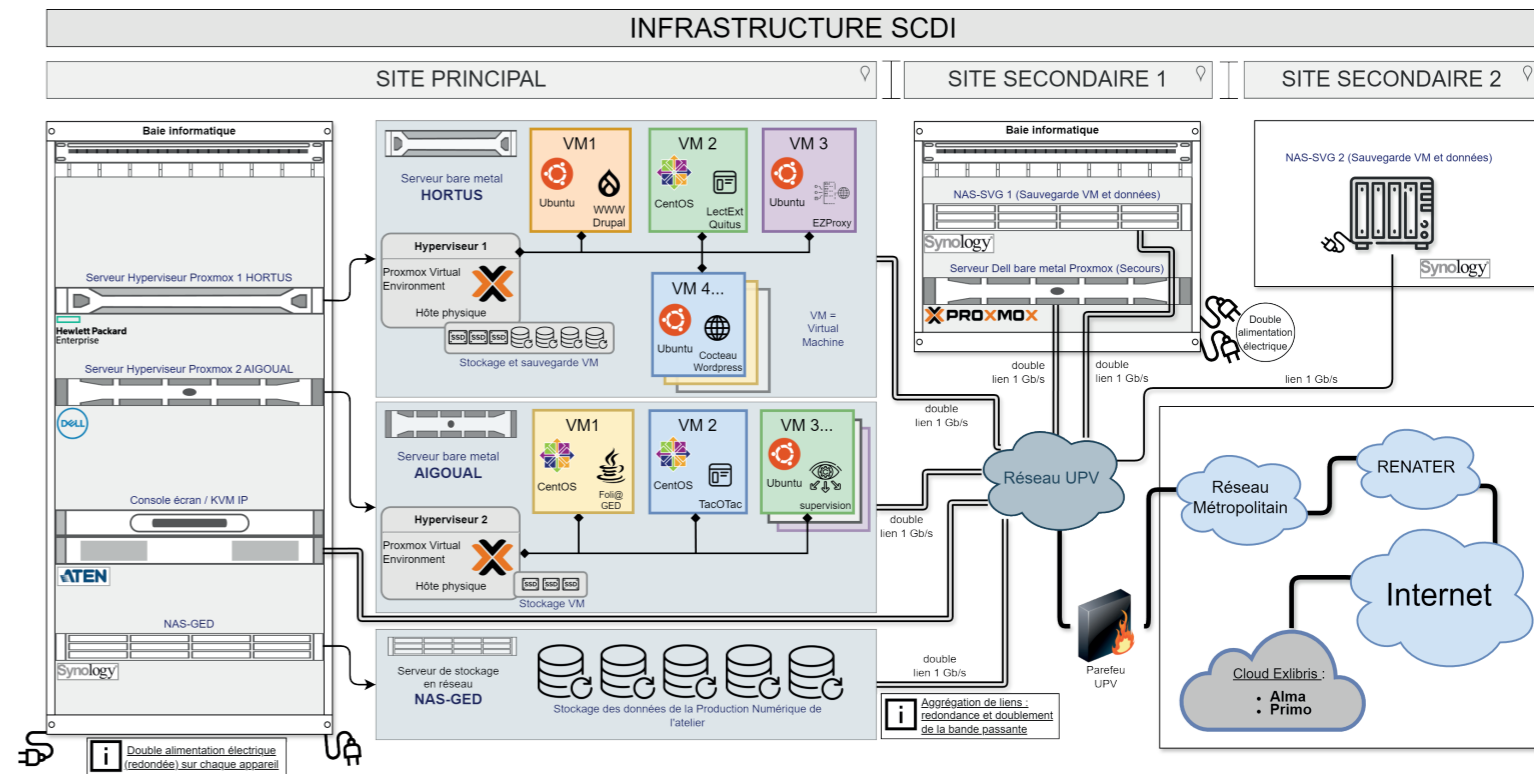 INFRASTRUCTURE SCDI
SITE PRINCIPAL
SITE SECONDAIRE 1
SITE SECONDAIRE 2
Baie informatique
Serveur Hyperviseur Proxmox 1 HORTUS
Hewlett Packard
Enterprise
Serveur Hyperviseur Proxmox 2 AIGOUAL
DELL
Console écran / KVM IP
ATEN
NAS-GED
Synology
i
Double alimentation électrique
(redondée) sur chaque appareil
Serveur bare metal
HORTUS
VM1
Ubuntu
WWW
Drupal
VM 2
CentOS
LectExt
Quitus
VM 3
Ubuntu
EZProxy
Hyperviseur 1
Proxmox Virtual
Environment
Hôte physique
SSD
SSD
SSD
Stockage et sauvegarde VM
VM 4...
Ubuntu
Cocteau
Wordpress
VM =
Virtual
Machine
Serveur bare metal
AIGOUAL
VM1
CentOS
Foli@
GED
VM 2
CentOS
TacOTac
VM 3...
Ubuntu
supervision
Hyperviseur 2
Proxmox Virtual
Environment
Hôte physique
SSD
SSD
SSD
Stockage VM
Serveur de stockage
en réseau
NAS-GED
Stockage des données de la Production Numérique de
l'atelier
Baie informatique
NAS-SVG 1 (Sauvegarde VM et données)
Synology
Serveur Dell bare metal Proxmox (Secours)
PROXMOX
Double
alimentation
électrique
NAS-SVG 2 (Sauvegarde VM et données)
Synology
double
lien 1 Gb/s
double
lien 1 Gb/s
lien 1 Gb/s
double
lien 1 Gb/s
double
lien 1 Gb/s
double
lien 1 Gb/s
Réseau UPV
i
Aggrégation de liens :
redondance et doublement
de la bande passante
Parefeu
UPV
Réseau
Métropolitain
RENATER
Internet
Cloud Exlibris :
• Alma
• Primo